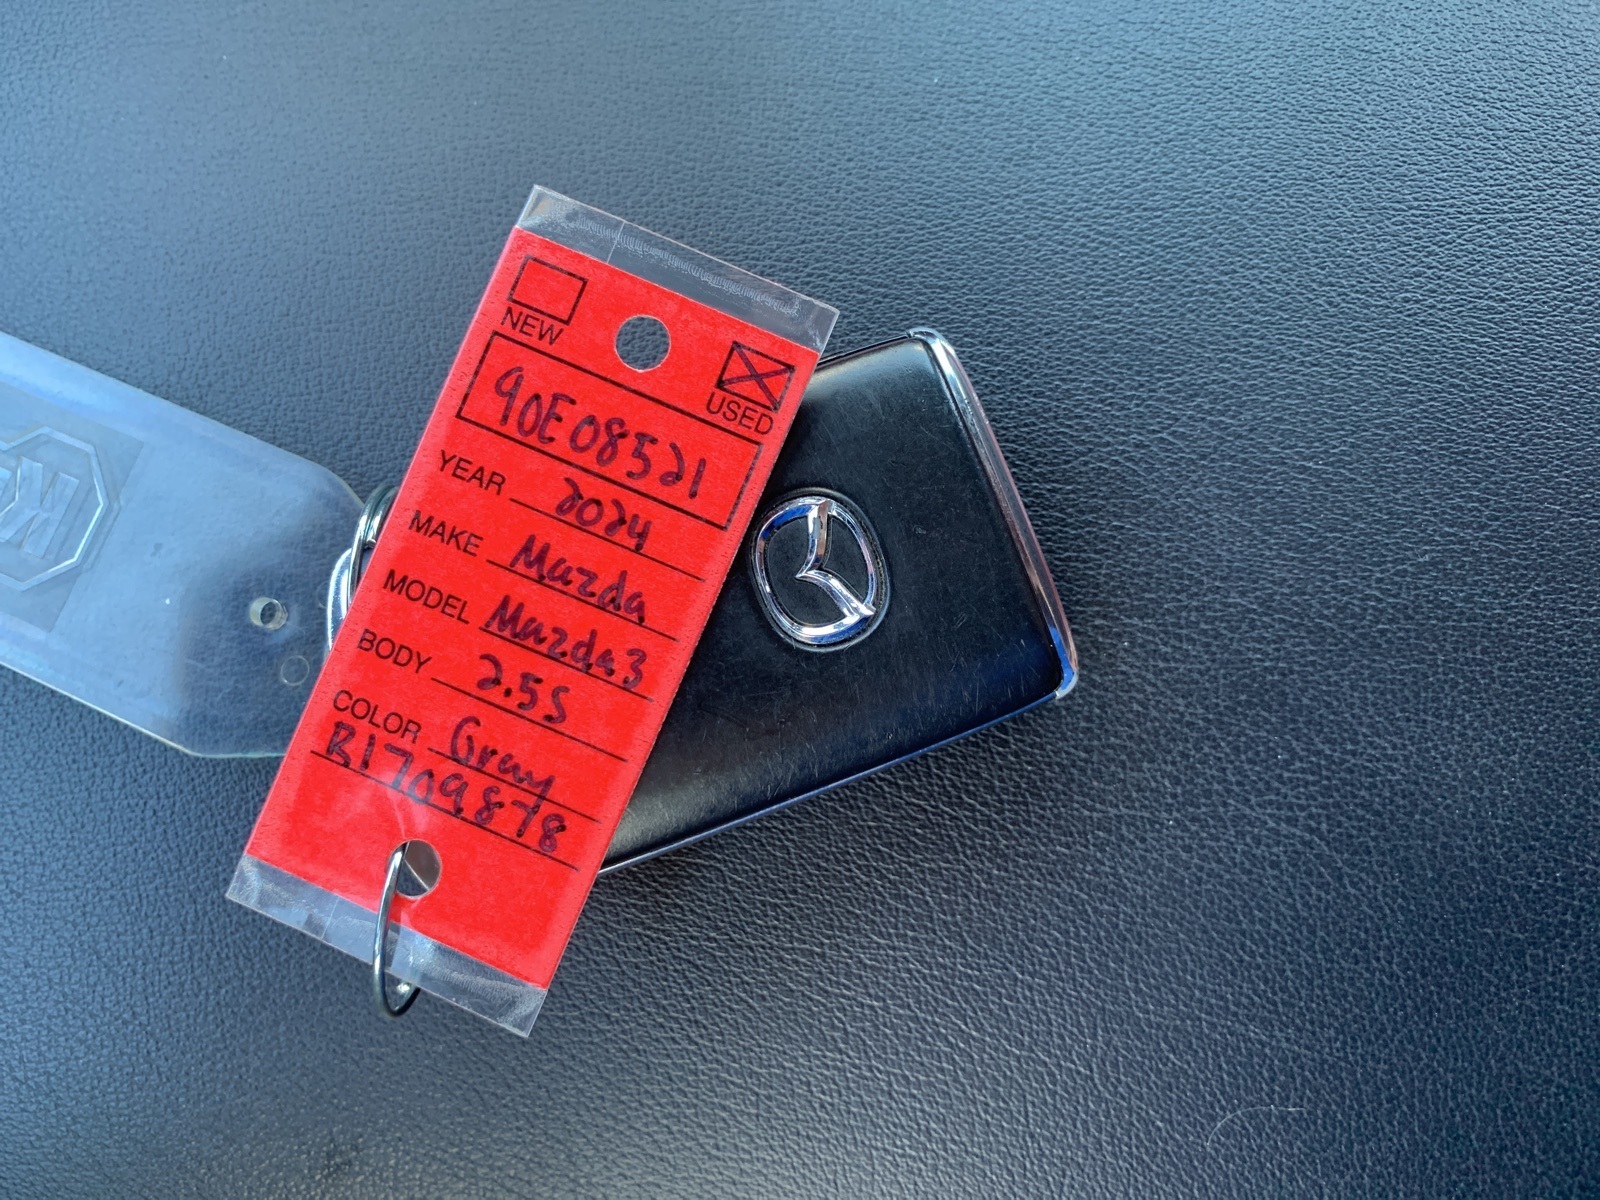 NEW
USED
90E08521
YEAR 2024
MAKE Mazda
MODEL Mazda3
BODY 2.5S
COLOR Gray
B1709878